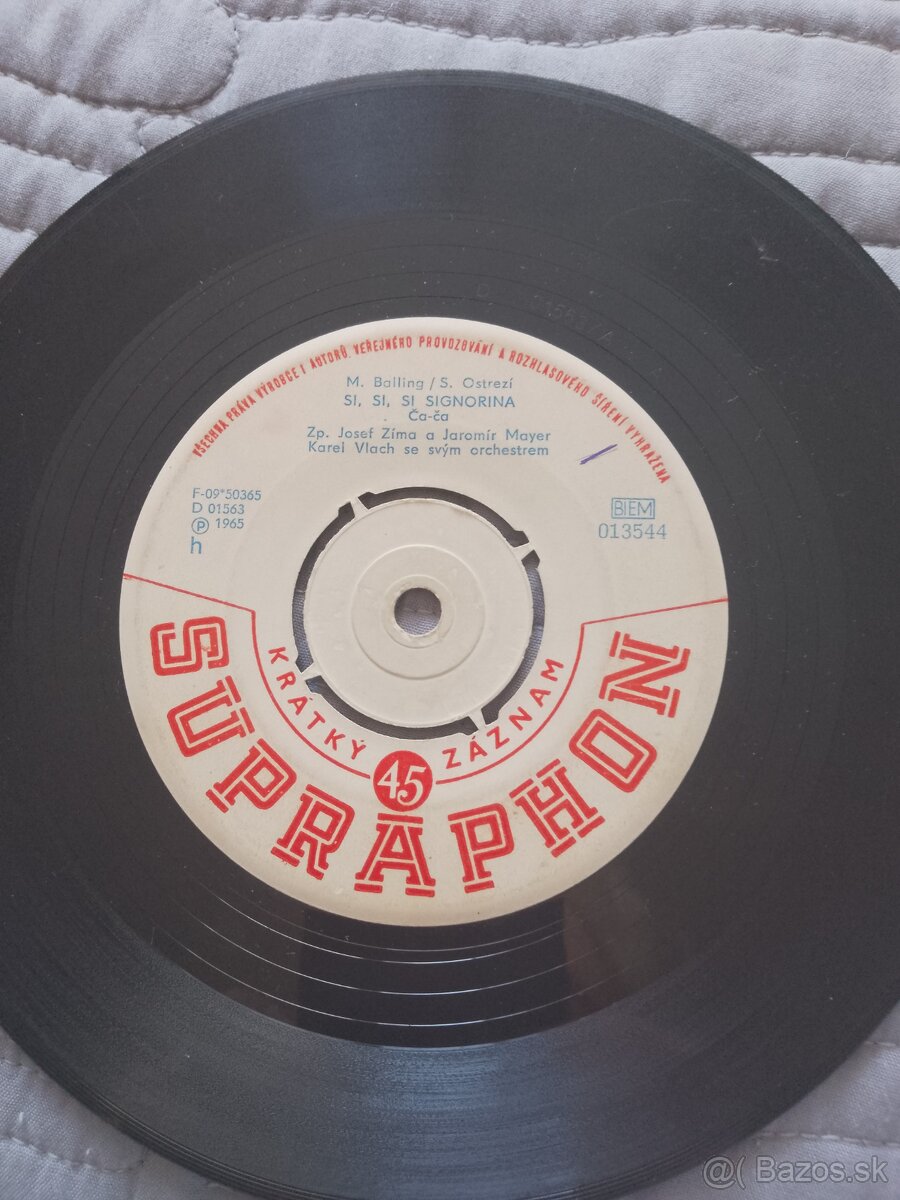 VŠECHNA PRÁVA VÝROBCE I AUTORŮ, VEŘEJNÉHO PROVOZOVÁNÍ A ROZHLASOVÉHO ŠÍŘENÍ VYHRAŽENA
M. Balling / S. Ostrezí
SI, SI, SI SIGNORINA
Ča-ča
Zp. Josef Zíma a Jaromír Mayer
Karel Vlach se svým orchestrem
F-09*50365
D 01563
Ⓟ 1965
h
BIEM
013544
KRÁTKÝ 45 ZÁZNAM
SUPRAPHON
@( Bazos.sk